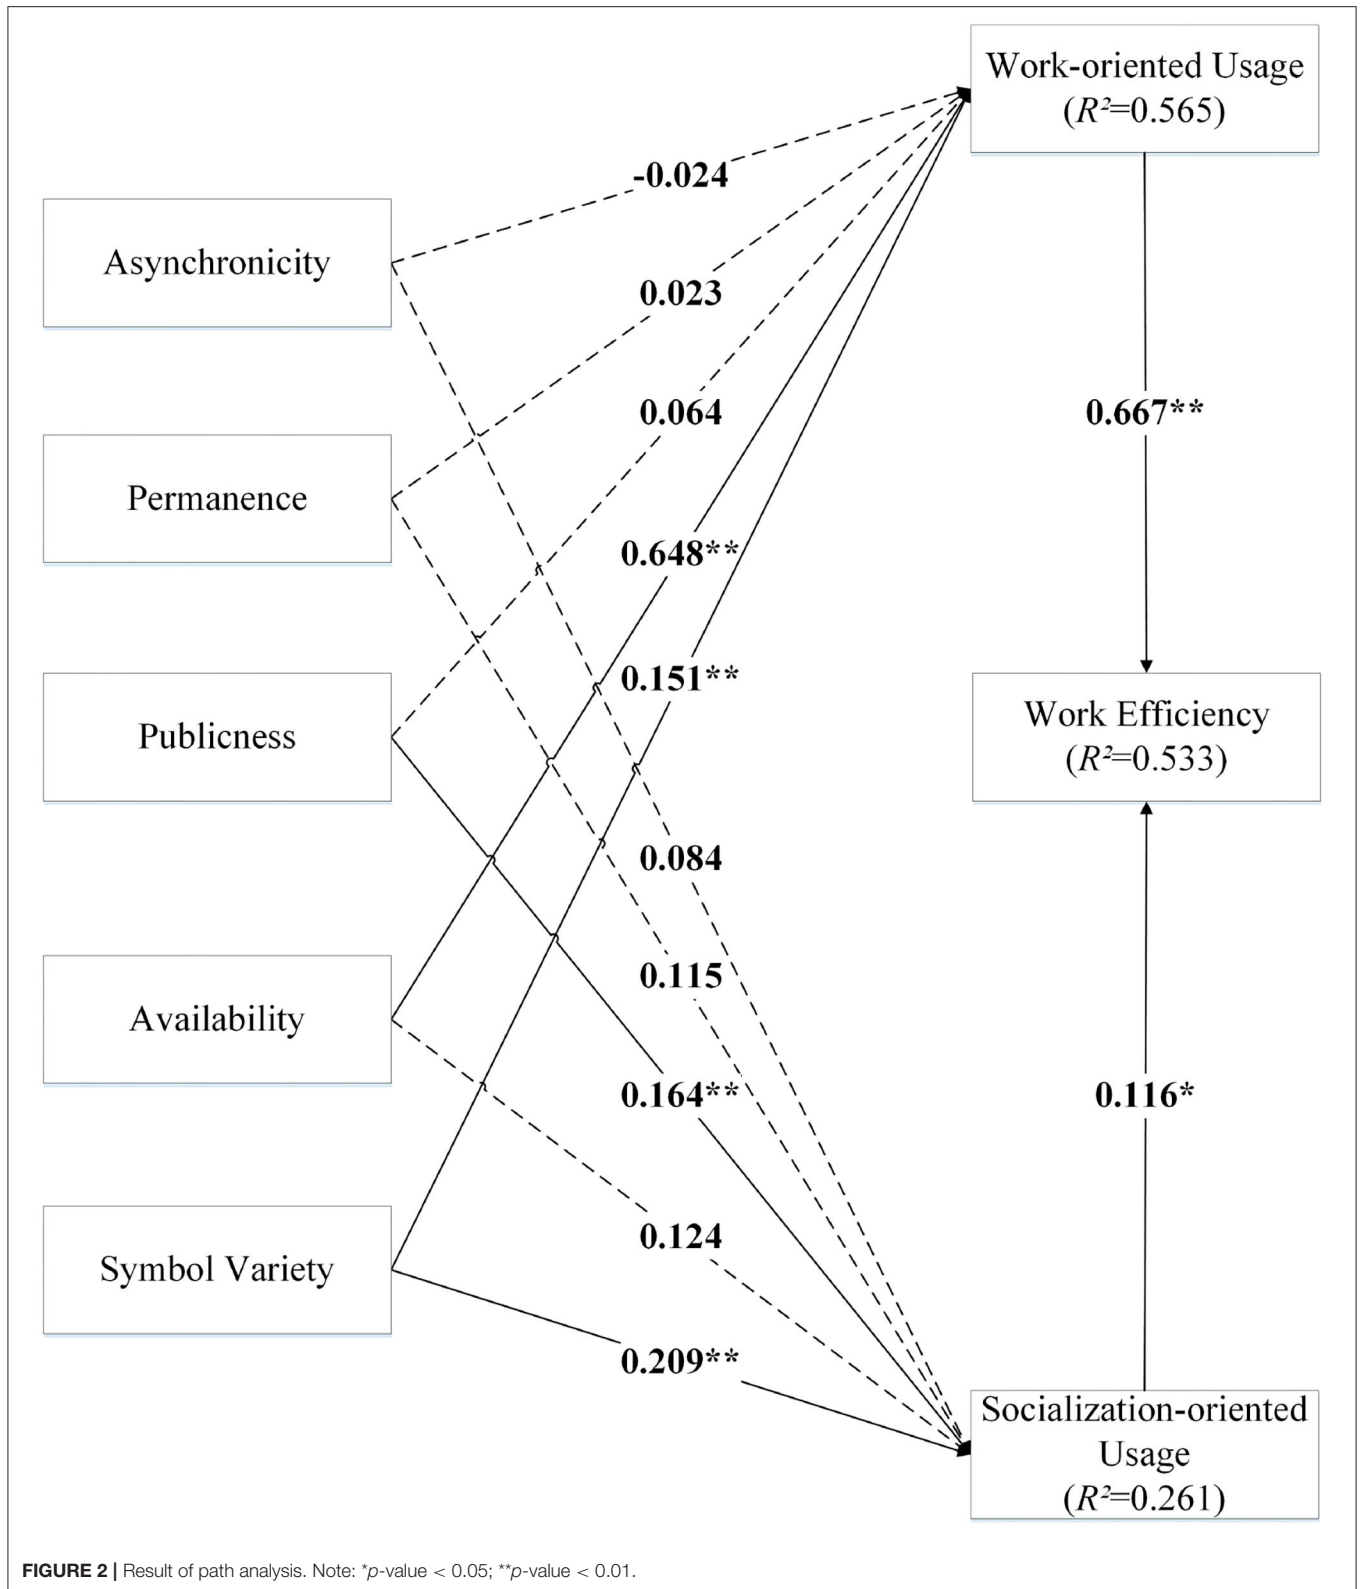 Work-oriented Usage
(R²=0.565)
-0.024
Asynchronicity
0.023
0.064
0.667**
Permanence
0.648**
0.151**
Publicness
Work Efficiency
(R²=0.533)
0.084
0.115
Availability
0.164**
0.116*
0.124
Symbol Variety
0.209**
Socialization-oriented
Usage
(R²=0.261)
FIGURE 2 | Result of path analysis. Note: *p-value < 0.05; **p-value < 0.01.